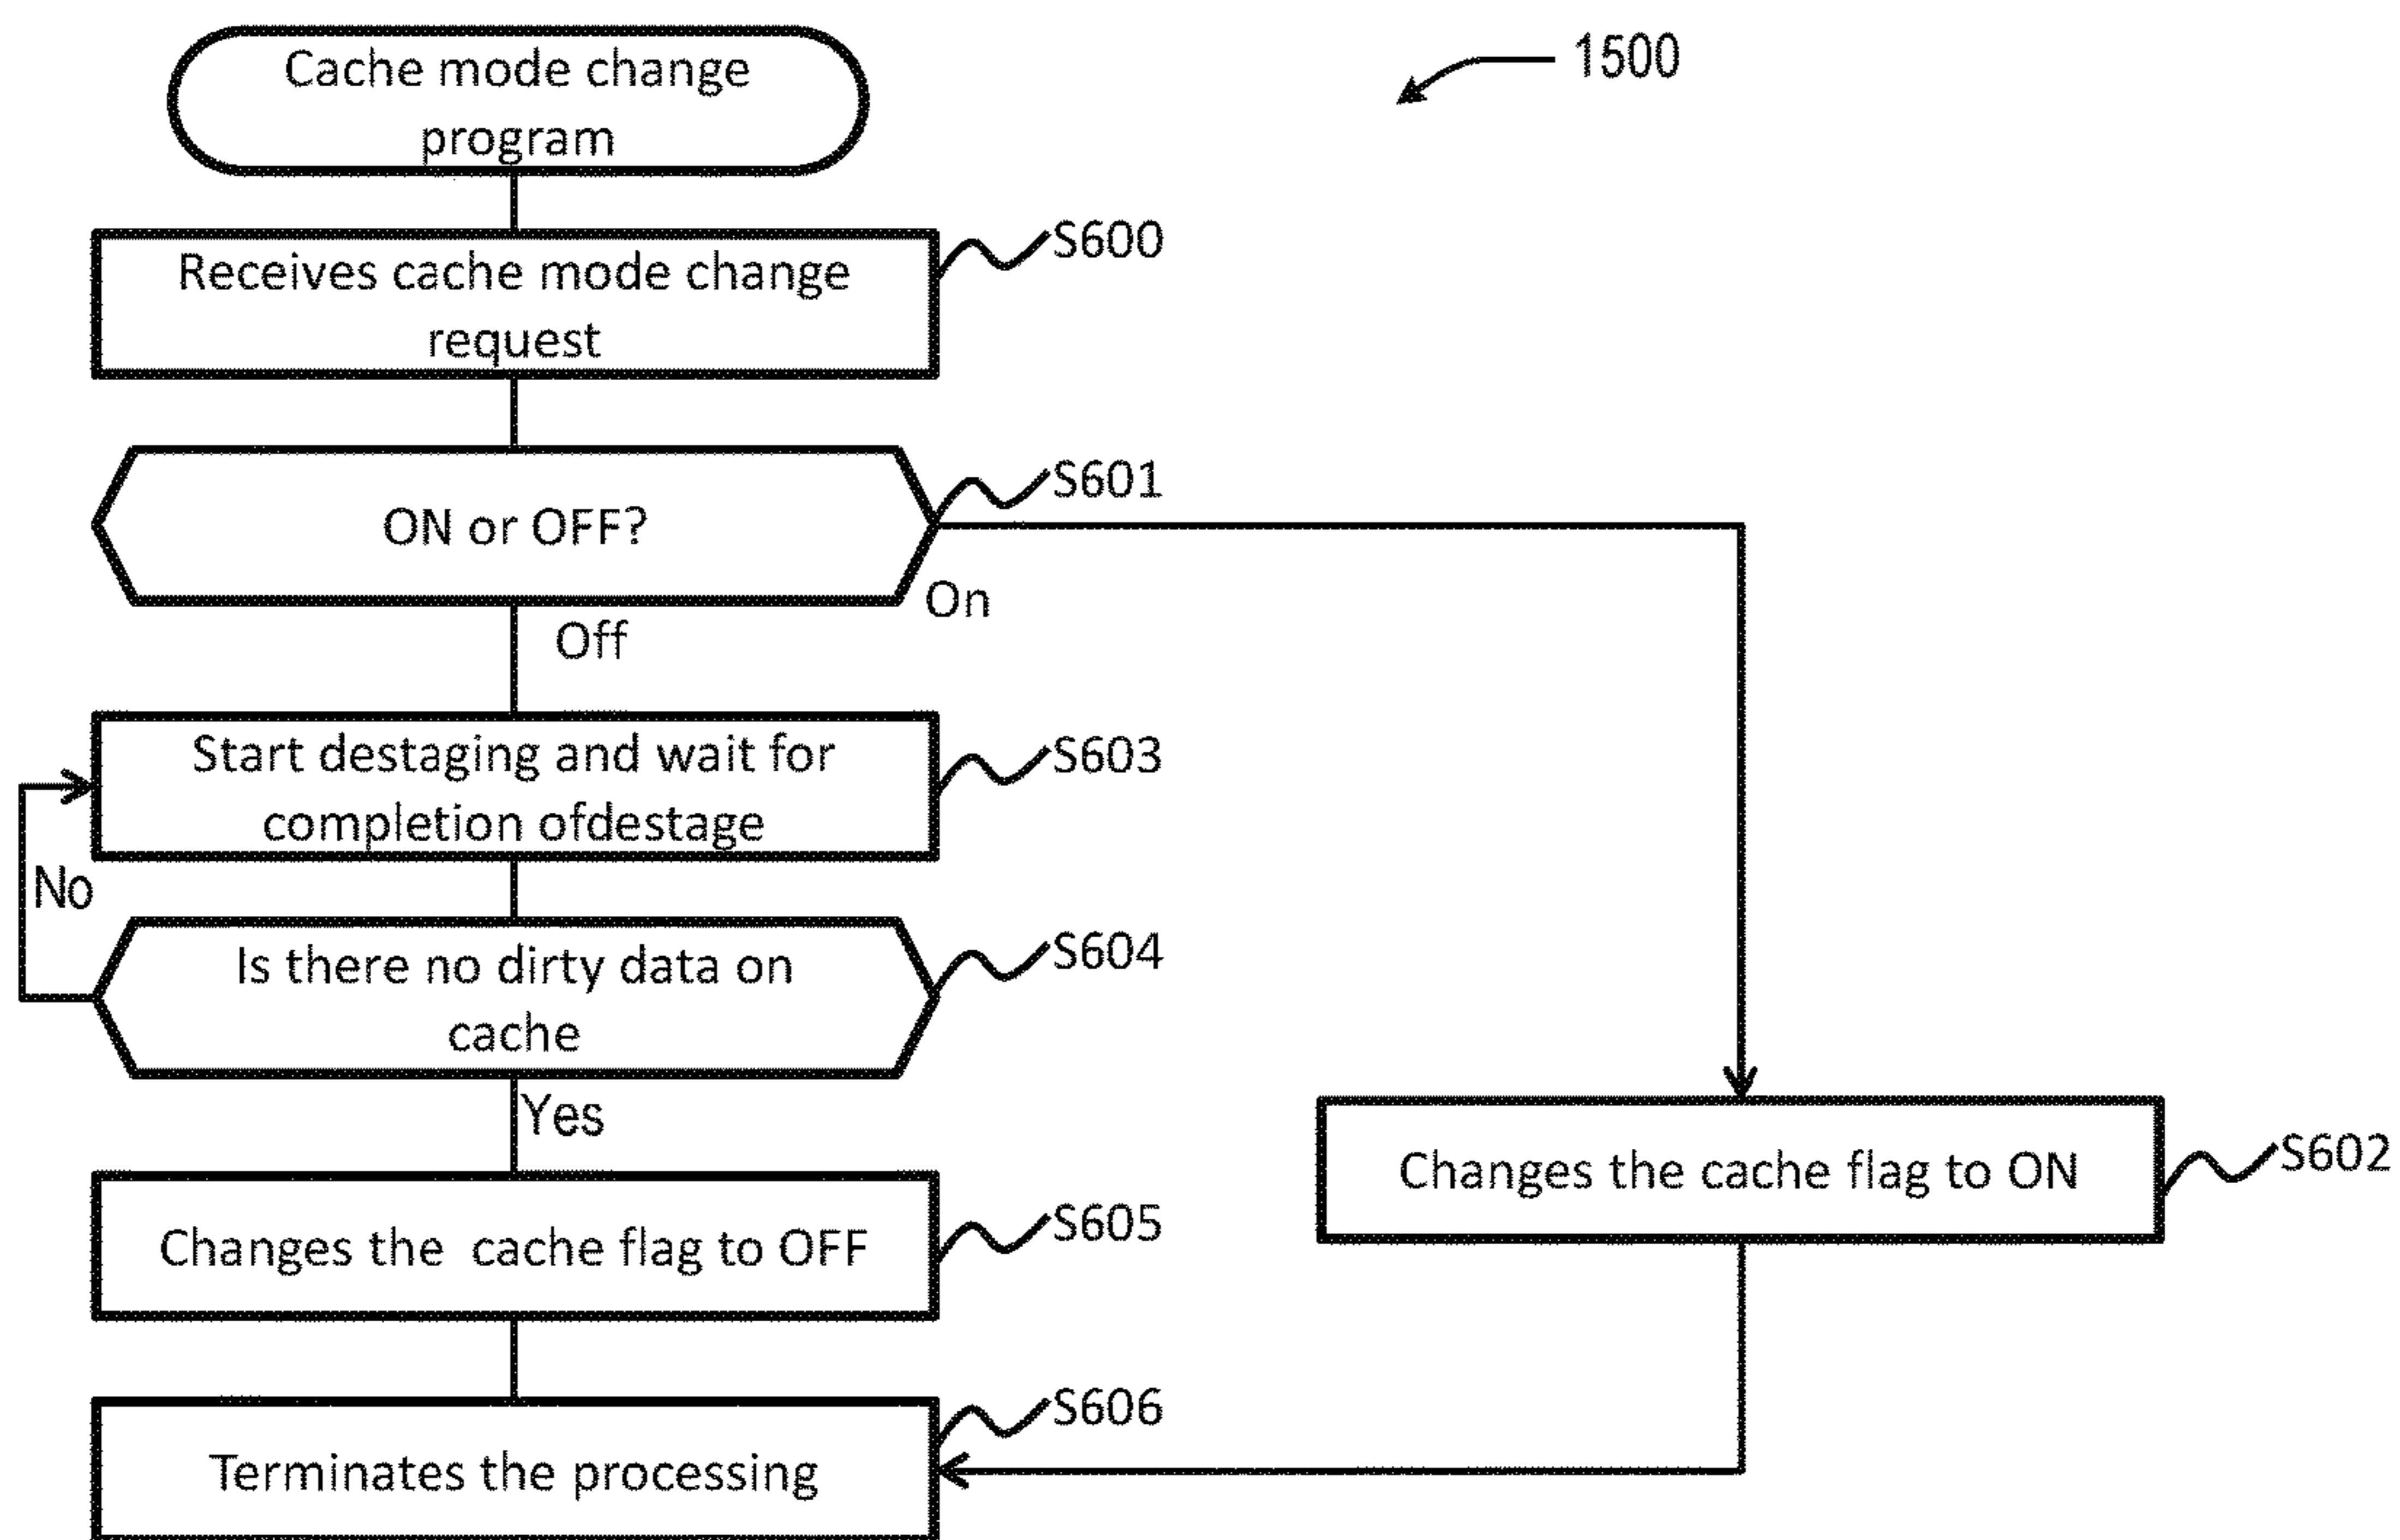 Cache mode change
program
1500
Receives cache mode change
request
S600
ON or OFF?
S601
On
Off
Start destaging and wait for
completion ofdestage
S603
No
Is there no dirty data on
cache
S604
Yes
Changes the cache flag to ON
S602
Changes the  cache flag to OFF
S605
Terminates the processing
S606